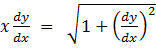 x dy/dx = √(1 + (dy/dx)²)